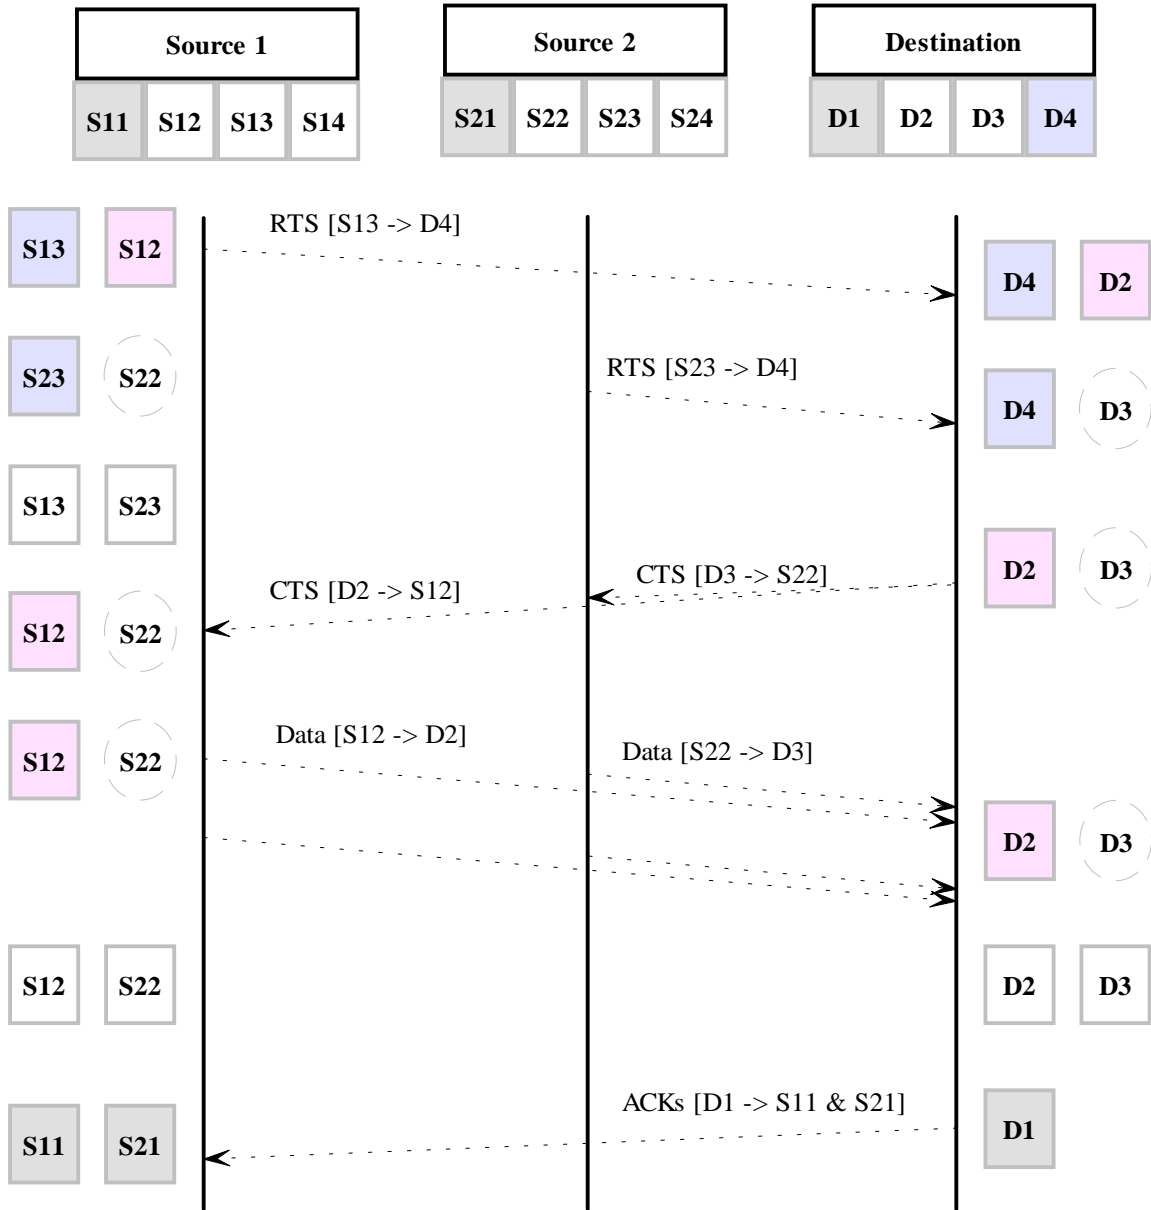 Source 1
Source 2
Destination
S11 S12 S13 S14
S21 S22 S23 S24
D1 D2 D3 D4
RTS [S13 -> D4]
S13 S12
D4 D2
RTS [S23 -> D4]
S23 S22
D4 D3
S13 S23
CTS [D3 -> S22]
D2 D3
CTS [D2 -> S12]
S12 S22
Data [S12 -> D2]
Data [S22 -> D3]
S12 S22
D2 D3
S12 S22
D2 D3
ACKs [D1 -> S11 & S21]
D1
S11 S21